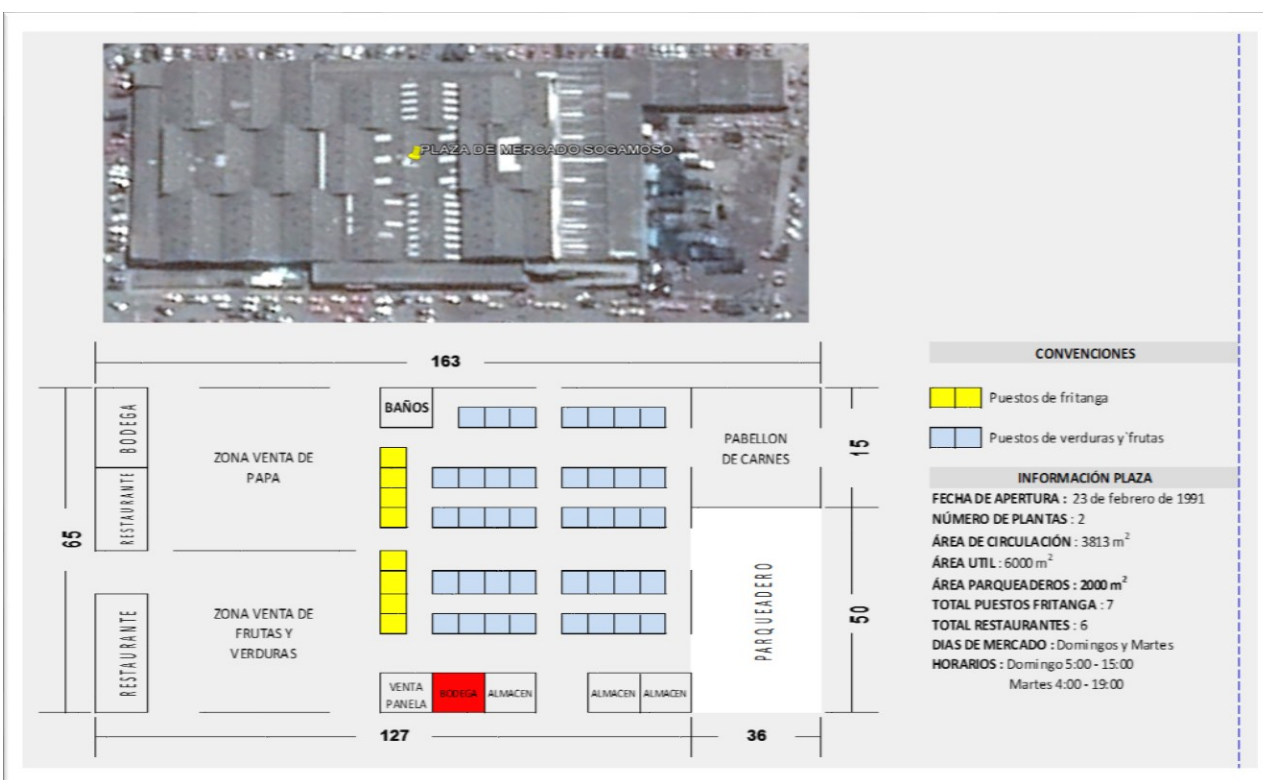 PLAZA DE MERCADO SOGAMOSO
163
65
BODEGA
RESTAURANTE
RESTAURANTE
ZONA VENTA DE
PAPA
ZONA VENTA DE
FRUTAS Y
VERDURAS
BAÑOS
VENTA
PANELA
BODEGA
ALMACEN
ALMACEN
ALMACEN
PABELLON
DE CARNES
PARQUEADERO
15
50
127
36
CONVENCIONES
Puestos de fritanga
Puestos de verduras y`frutas
INFORMACIÓN PLAZA
FECHA DE APERTURA : 23 de febrero de 1991
NÚMERO DE PLANTAS : 2
ÁREA DE CIRCULACIÓN : 3813 m²
ÁREA UTIL : 6000 m²
ÁREA PARQUEADEROS : 2000 m²
TOTAL PUESTOS FRITANGA : 7
TOTAL RESTAURANTES : 6
DIAS DE MERCADO : Domingos y Martes
HORARIOS : Domingo 5:00 - 15:00
Martes 4:00 - 19:00